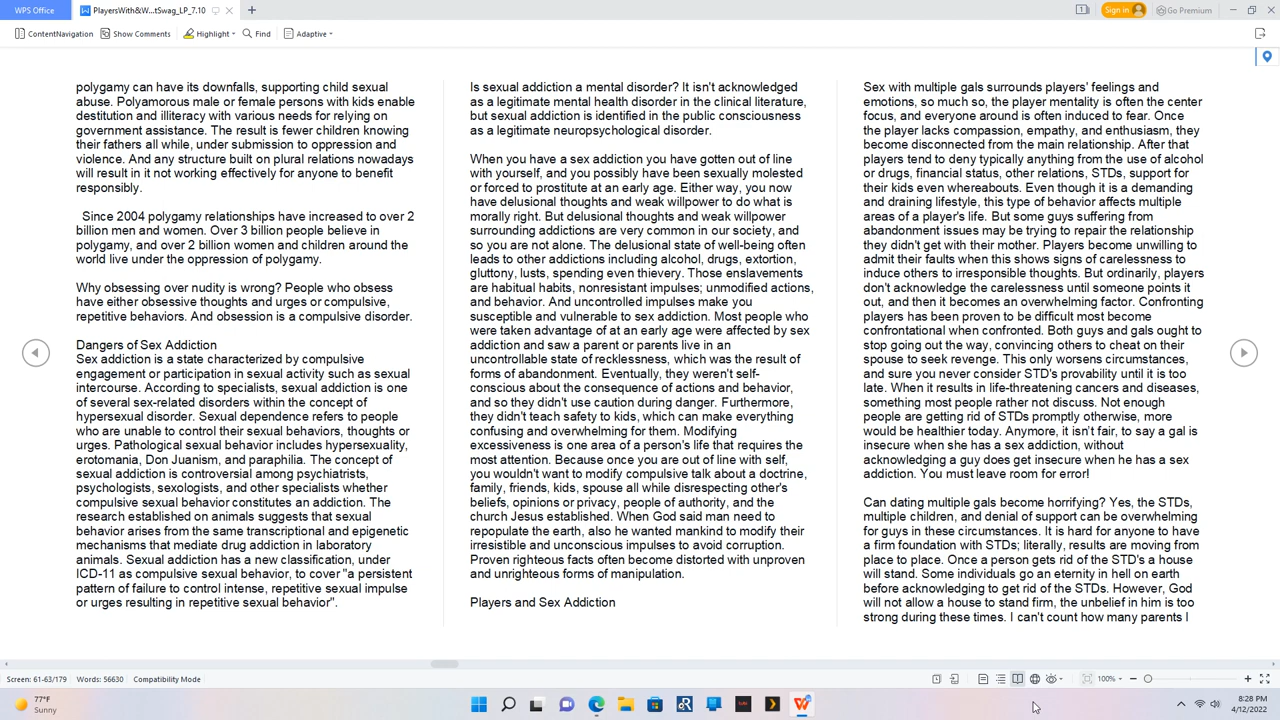 WPS Office
PlayersWith&W...tSwag_LP_7.10
1
Sign in
Go Premium
ContentNavigation
Show Comments
Highlight
Find
Adaptive
polygamy can have its downfalls, supporting child sexual
abuse. Polyamorous male or female persons with kids enable
destitution and illiteracy with various needs for relying on
government assistance. The result is fewer children knowing
their fathers all while, under submission to oppression and
violence. And any structure built on plural relations nowadays
will result in it not working effectively for anyone to benefit
responsibly.
Since 2004 polygamy relationships have increased to over 2
billion men and women. Over 3 billion people believe in
polygamy, and over 2 billion women and children around the
world live under the oppression of polygamy.
Why obsessing over nudity is wrong? People who obsess
have either obsessive thoughts and urges or compulsive,
repetitive behaviors. And obsession is a compulsive disorder.
Dangers of Sex Addiction
Sex addiction is a state characterized by compulsive
engagement or participation in sexual activity such as sexual
intercourse. According to specialists, sexual addiction is one
of several sex-related disorders within the concept of
hypersexual disorder. Sexual dependence refers to people
who are unable to control their sexual behaviors, thoughts or
urges. Pathological sexual behavior includes hypersexuality,
erotomania, Don Juanism, and paraphilia. The concept of
sexual addiction is controversial among psychiatrists,
psychologists, sexologists, and other specialists whether
compulsive sexual behavior constitutes an addiction. The
research established on animals suggests that sexual
behavior arises from the same transcriptional and epigenetic
mechanisms that mediate drug addiction in laboratory
animals. Sexual addiction has a new classification, under
ICD-11 as compulsive sexual behavior, to cover "a persistent
pattern of failure to control intense, repetitive sexual impulse
or urges resulting in repetitive sexual behavior".
Is sexual addiction a mental disorder? It isn't acknowledged
as a legitimate mental health disorder in the clinical literature,
but sexual addiction is identified in the public consciousness
as a legitimate neuropsychological disorder.
When you have a sex addiction you have gotten out of line
with yourself, and you possibly have been sexually molested
or forced to prostitute at an early age. Either way, you now
have delusional thoughts and weak willpower to do what is
morally right. But delusional thoughts and weak willpower
surrounding addictions are very common in our society, and
so you are not alone. The delusional state of well-being often
leads to other addictions including alcohol, drugs, extortion,
gluttony, lusts, spending even thievery. Those enslavements
are habitual habits, nonresistant impulses; unmodified actions,
and behavior. And uncontrolled impulses make you
susceptible and vulnerable to sex addiction. Most people who
were taken advantage of at an early age were affected by sex
addiction and saw a parent or parents live in an
uncontrollable state of recklessness, which was the result of
forms of abandonment. Eventually, they weren't self-
conscious about the consequence of actions and behavior,
and so they didn't use caution during danger. Furthermore,
they didn't teach safety to kids, which can make everything
confusing and overwhelming for them. Modifying
excessiveness is one area of a person's life that requires the
most attention. Because once you are out of line with self,
you wouldn't want to modify compulsive talk about a doctrine,
family, friends, kids, spouse all while disrespecting other's
beliefs, opinions or privacy, people of authority, and the
church Jesus established. When God said man need to
repopulate the earth, also he wanted mankind to modify their
irresistible and unconscious impulses to avoid corruption.
Proven righteous facts often become distorted with unproven
and unrighteous forms of manipulation.
Players and Sex Addiction
Sex with multiple gals surrounds players' feelings and
emotions, so much so, the player mentality is often the center
focus, and everyone around is often induced to fear. Once
the player lacks compassion, empathy, and enthusiasm, they
become disconnected from the main relationship. After that
players tend to deny typically anything from the use of alcohol
or drugs, financial status, other relations, STDs, support for
their kids even whereabouts. Even though it is a demanding
and draining lifestyle, this type of behavior affects multiple
areas of a player's life. But some guys suffering from
abandonment issues may be trying to repair the relationship
they didn't get with their mother. Players become unwilling to
admit their faults when this shows signs of carelessness to
induce others to irresponsible thoughts. But ordinarily, players
don't acknowledge the carelessness until someone points it
out, and then it becomes an overwhelming factor. Confronting
players has been proven to be difficult most become
confrontational when confronted. Both guys and gals ought to
stop going out the way, convincing others to cheat on their
spouse to seek revenge. This only worsens circumstances,
and sure you never consider STD's provability until it is too
late. When it results in life-threatening cancers and diseases,
something most people rather not discuss. Not enough
people are getting rid of STDs promptly otherwise, more
would be healthier today. Anymore, it isn't fair, to say a gal is
insecure when she has a sex addiction, without
acknowledging a guy does get insecure when he has a sex
addiction. You must leave room for error!
Can dating multiple gals become horrifying? Yes, the STDs,
multiple children, and denial of support can be overwhelming
for guys in these circumstances. It is hard for anyone to have
a firm foundation with STDs; literally, results are moving from
place to place. Once a person gets rid of the STD's a house
will stand. Some individuals go an eternity in hell on earth
before acknowledging to get rid of the STDs. However, God
will not allow a house to stand firm, the unbelief in him is too
strong during these times. I can't count how many parents I
Screen: 61-63/179
Words: 56630
Compatibility Mode
100%
77°F
Sunny
6:28 PM
4/12/2022